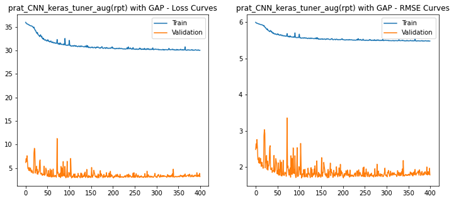 prat_CNN_keras_tuner_aug(rpt) with GAP - Loss Curves
prat_CNN_keras_tuner_aug(rpt) with GAP - RMSE Curves
Train
Validation
35
30
25
20
15
10
5
0 50 100 150 200 250 300 350 400
Train
Validation
6
5
4
3
2
0 50 100 150 200 250 300 350 400